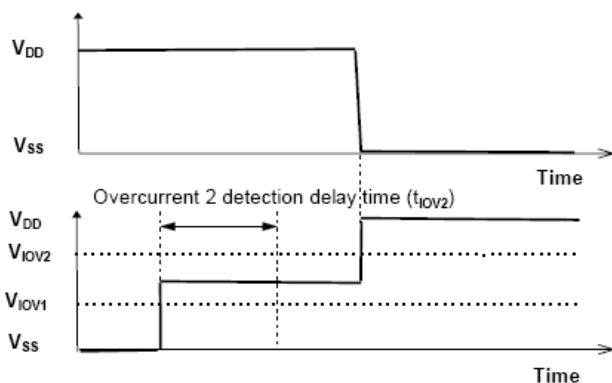 VDD
VSS
Time
Overcurrent 2 detection delay time (tIOV2)
VDD
VIOV2
VIOV1
VSS
Time